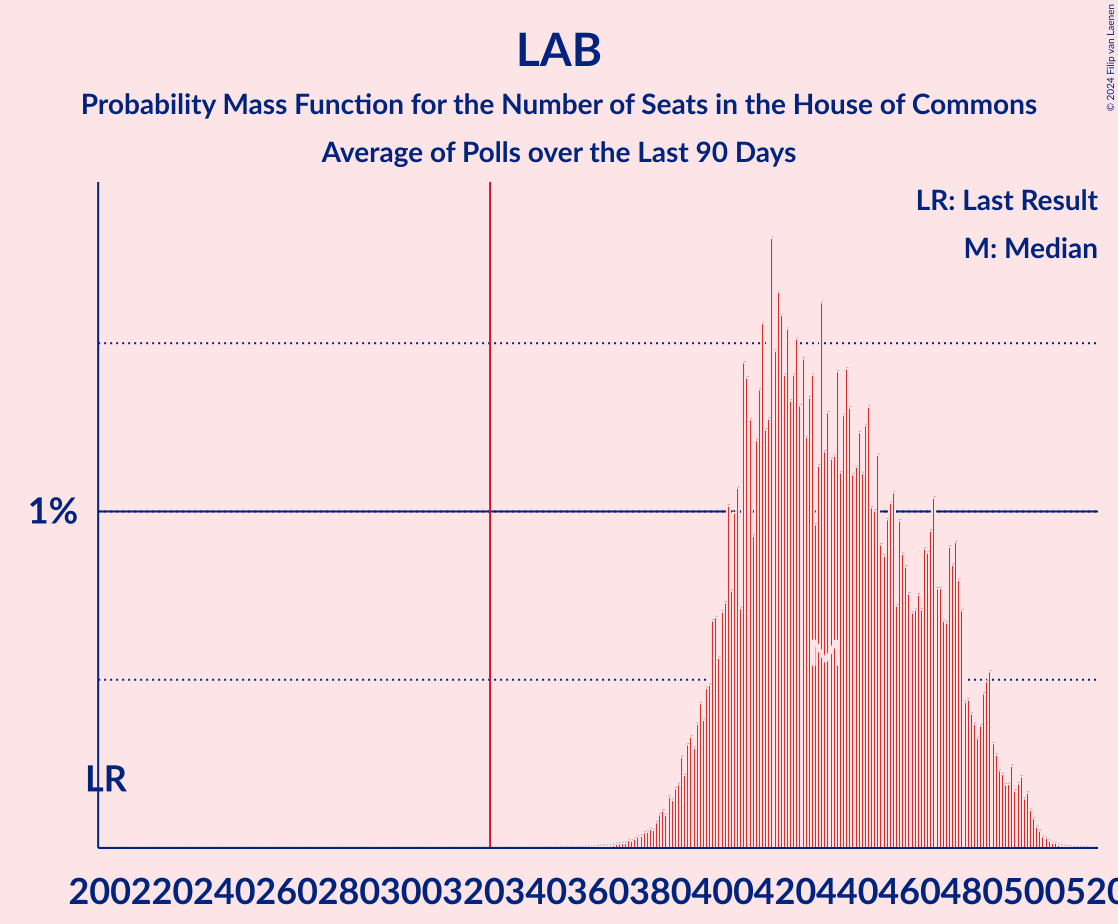 LAB
Probability Mass Function for the Number of Seats in the House of Commons
Average of Polls over the Last 90 Days
© 2024 Filip van Laenen
LR: Last Result
M: Median
1%
M
LR
200220240260280300320340360380400420440460480500520